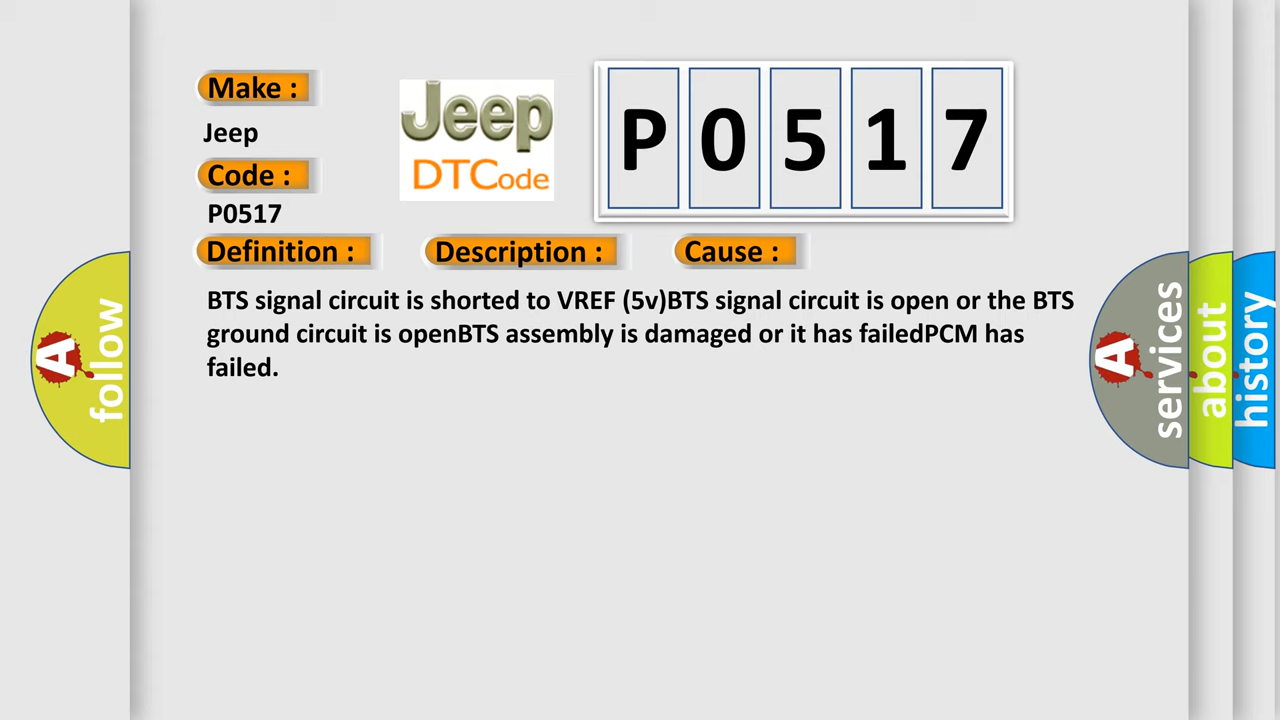 Make :
Jeep
Code :
P0517
Jeep
DTCode
P 0 5 1 7
Definition :
Description :
Cause :
BTS signal circuit is shorted to VREF (5v)BTS signal circuit is open or the BTS
ground circuit is openBTS assembly is damaged or it has failedPCM has
failed.
A follow
A services
about
history